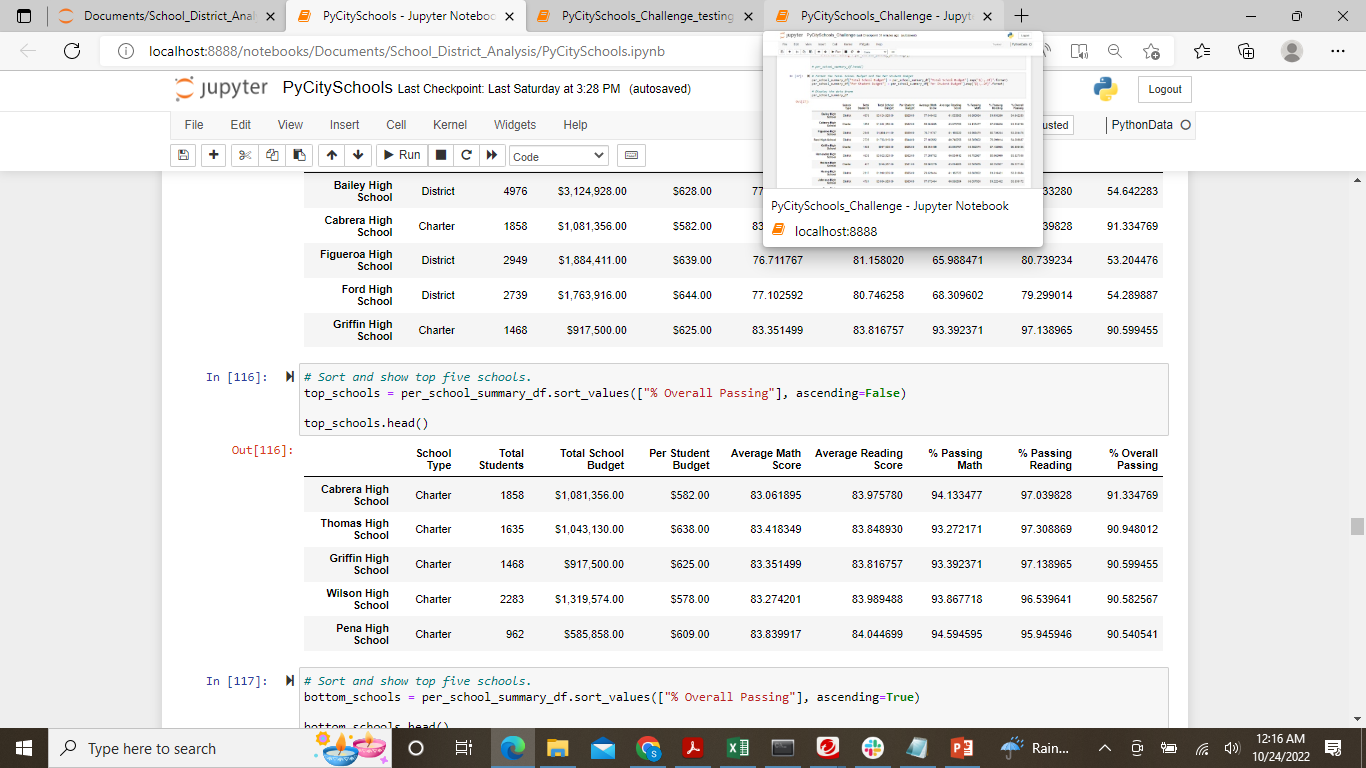 Documents/School_District_Anal
PyCitySchools - Jupyter Noteboo
PyCitySchools_Challenge_testing
PyCitySchools_Challenge - Jupyt
localhost:8888/notebooks/Documents/School_District_Analysis/PyCitySchools.ipynb
jupyter PyCitySchools Last Checkpoint: Last Saturday at 3:28 PM (autosaved)
Logout
File Edit View Insert Cell Kernel Widgets Help
usted
PythonData
Run
Code
PyCitySchools_Challenge - Jupyter Notebook
localhost:8888
Bailey High School District 4976 $3,124,928.00 $628.00 77 33280 54.642283
Cabrera High School Charter 1858 $1,081,356.00 $582.00 83 39828 91.334769
Figueroa High School District 2949 $1,884,411.00 $639.00 76.711767 81.158020 65.988471 80.739234 53.204476
Ford High School District 2739 $1,763,916.00 $644.00 77.102592 80.746258 68.309602 79.299014 54.289887
Griffin High School Charter 1468 $917,500.00 $625.00 83.351499 83.816757 93.392371 97.138965 90.599455
In [116]:
# Sort and show top five schools.
top_schools = per_school_summary_df.sort_values(["% Overall Passing"], ascending=False)
top_schools.head()
Out[116]:
School Type Total Students Total School Budget Per Student Budget Average Math Score Average Reading Score % Passing Math % Passing Reading % Overall Passing
Cabrera High School Charter 1858 $1,081,356.00 $582.00 83.061895 83.975780 94.133477 97.039828 91.334769
Thomas High School Charter 1635 $1,043,130.00 $638.00 83.418349 83.848930 93.272171 97.308869 90.948012
Griffin High School Charter 1468 $917,500.00 $625.00 83.351499 83.816757 93.392371 97.138965 90.599455
Wilson High School Charter 2283 $1,319,574.00 $578.00 83.274201 83.989488 93.867718 96.539641 90.582567
Pena High School Charter 962 $585,858.00 $609.00 83.839917 84.044699 94.594595 95.945946 90.540541
In [117]:
# Sort and show top five schools.
bottom_schools = per_school_summary_df.sort_values(["% Overall Passing"], ascending=True)
bottom_schools.head()
Type here to search
Rain...
12:16 AM
10/24/2022